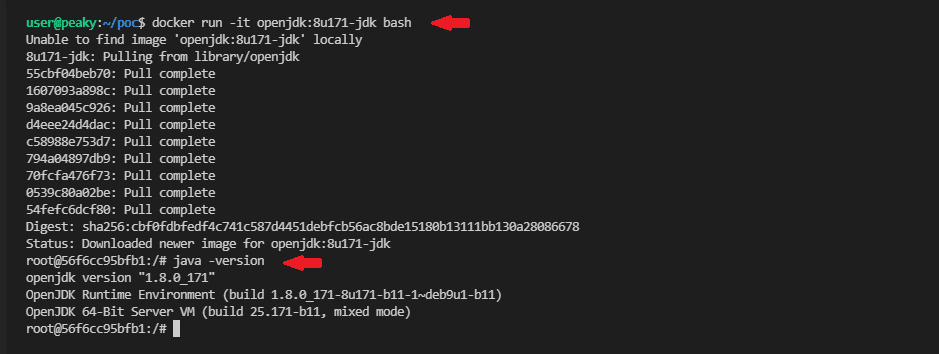 user@peaky:~/poc$ docker run -it openjdk:8u171-jdk bash
Unable to find image 'openjdk:8u171-jdk' locally
8u171-jdk: Pulling from library/openjdk
55cbf04beb70: Pull complete
1607093a898c: Pull complete
9a8ea045c926: Pull complete
d4eee24d4dac: Pull complete
c58988e753d7: Pull complete
794a04897db9: Pull complete
70fcfa476f73: Pull complete
0539c80a02be: Pull complete
54fefc6dcf80: Pull complete
Digest: sha256:cbf0fdbfedf4c741c587d4451debfcb56ac8bde15180b13111bb130a28086678
Status: Downloaded newer image for openjdk:8u171-jdk
root@56f6cc95bfb1:/# java -version
openjdk version "1.8.0_171"
OpenJDK Runtime Environment (build 1.8.0_171-8u171-b11-1~deb9u1-b11)
OpenJDK 64-Bit Server VM (build 25.171-b11, mixed mode)
root@56f6cc95bfb1:/#